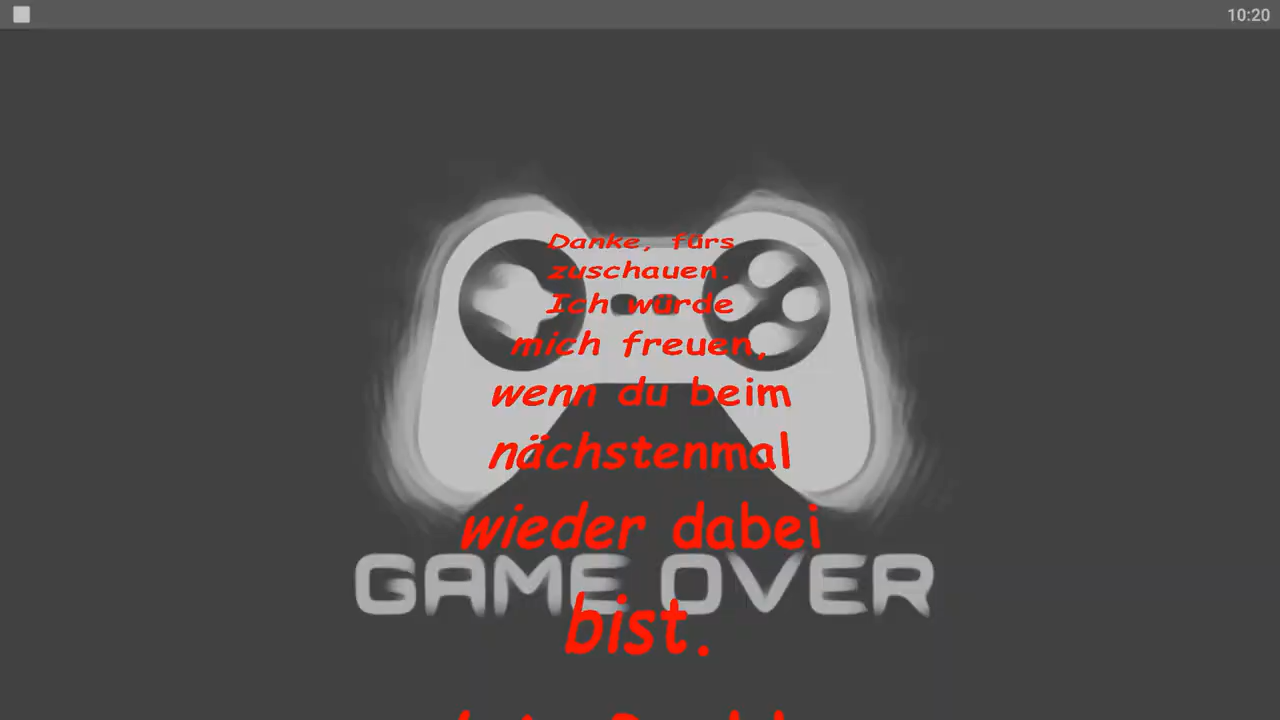 10:20
Danke, fürs
zuschauen.
Ich würde
mich freuen,
wenn du beim
nächstenmal
wieder dabei
GAME OVER
bist.